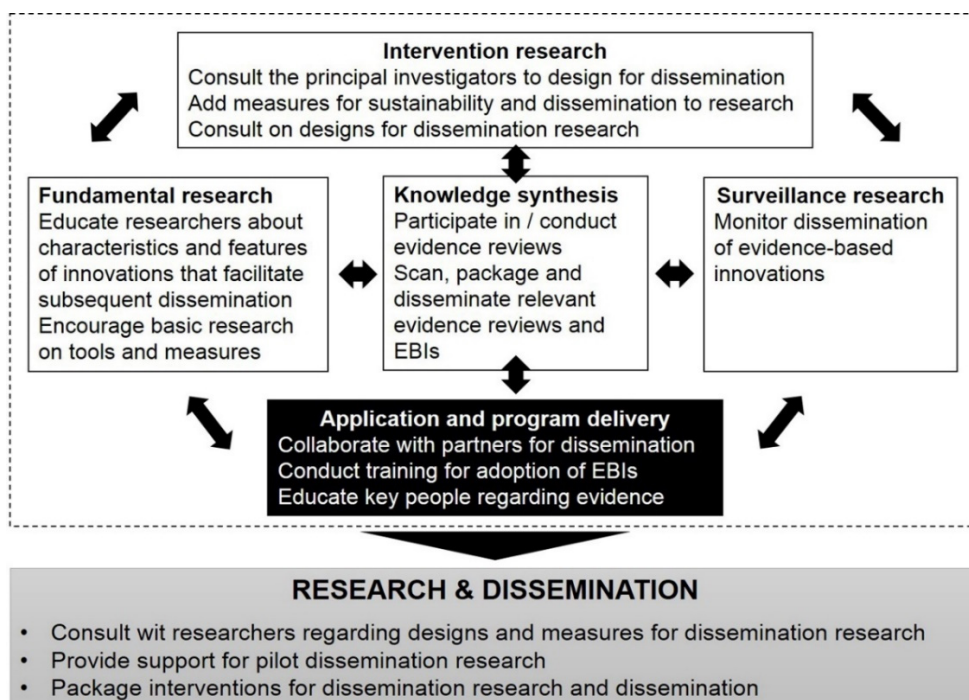 Intervention research
Consult the principal investigators to design for dissemination
Add measures for sustainability and dissemination to research
Consult on designs for dissemination research
Fundamental research
Educate researchers about
characteristics and features
of innovations that facilitate
subsequent dissemination
Encourage basic research
on tools and measures
Knowledge synthesis
Participate in / conduct
evidence reviews
Scan, package and
disseminate relevant
evidence reviews and
EBIs
Surveillance research
Monitor dissemination
of evidence-based
innovations
Application and program delivery
Collaborate with partners for dissemination
Conduct training for adoption of EBIs
Educate key people regarding evidence
RESEARCH & DISSEMINATION
• Consult wit researchers regarding designs and measures for dissemination research
• Provide support for pilot dissemination research
• Package interventions for dissemination research and dissemination